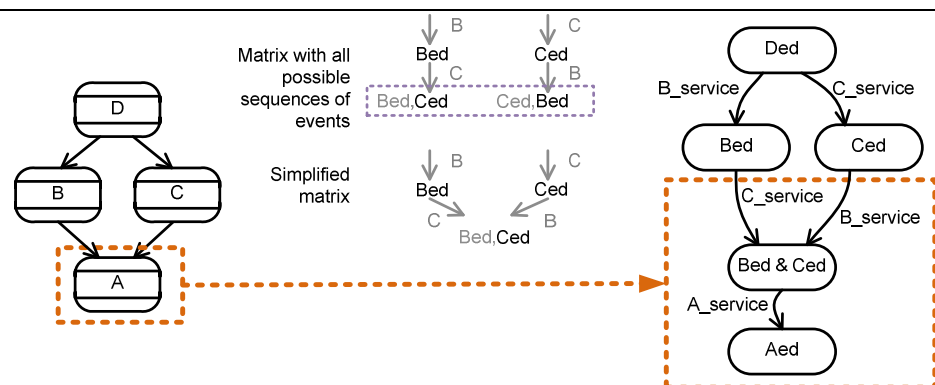 D
B
C
A
Matrix with all
possible
sequences of
events
B
C
Bed
Ced
C
B
Bed,Ced
Ced,Bed
Simplified
matrix
B
C
Bed
Ced
C
B
Bed,Ced
Ded
B_service
C_service
Bed
Ced
C_service
B_service
Bed & Ced
A_service
Aed